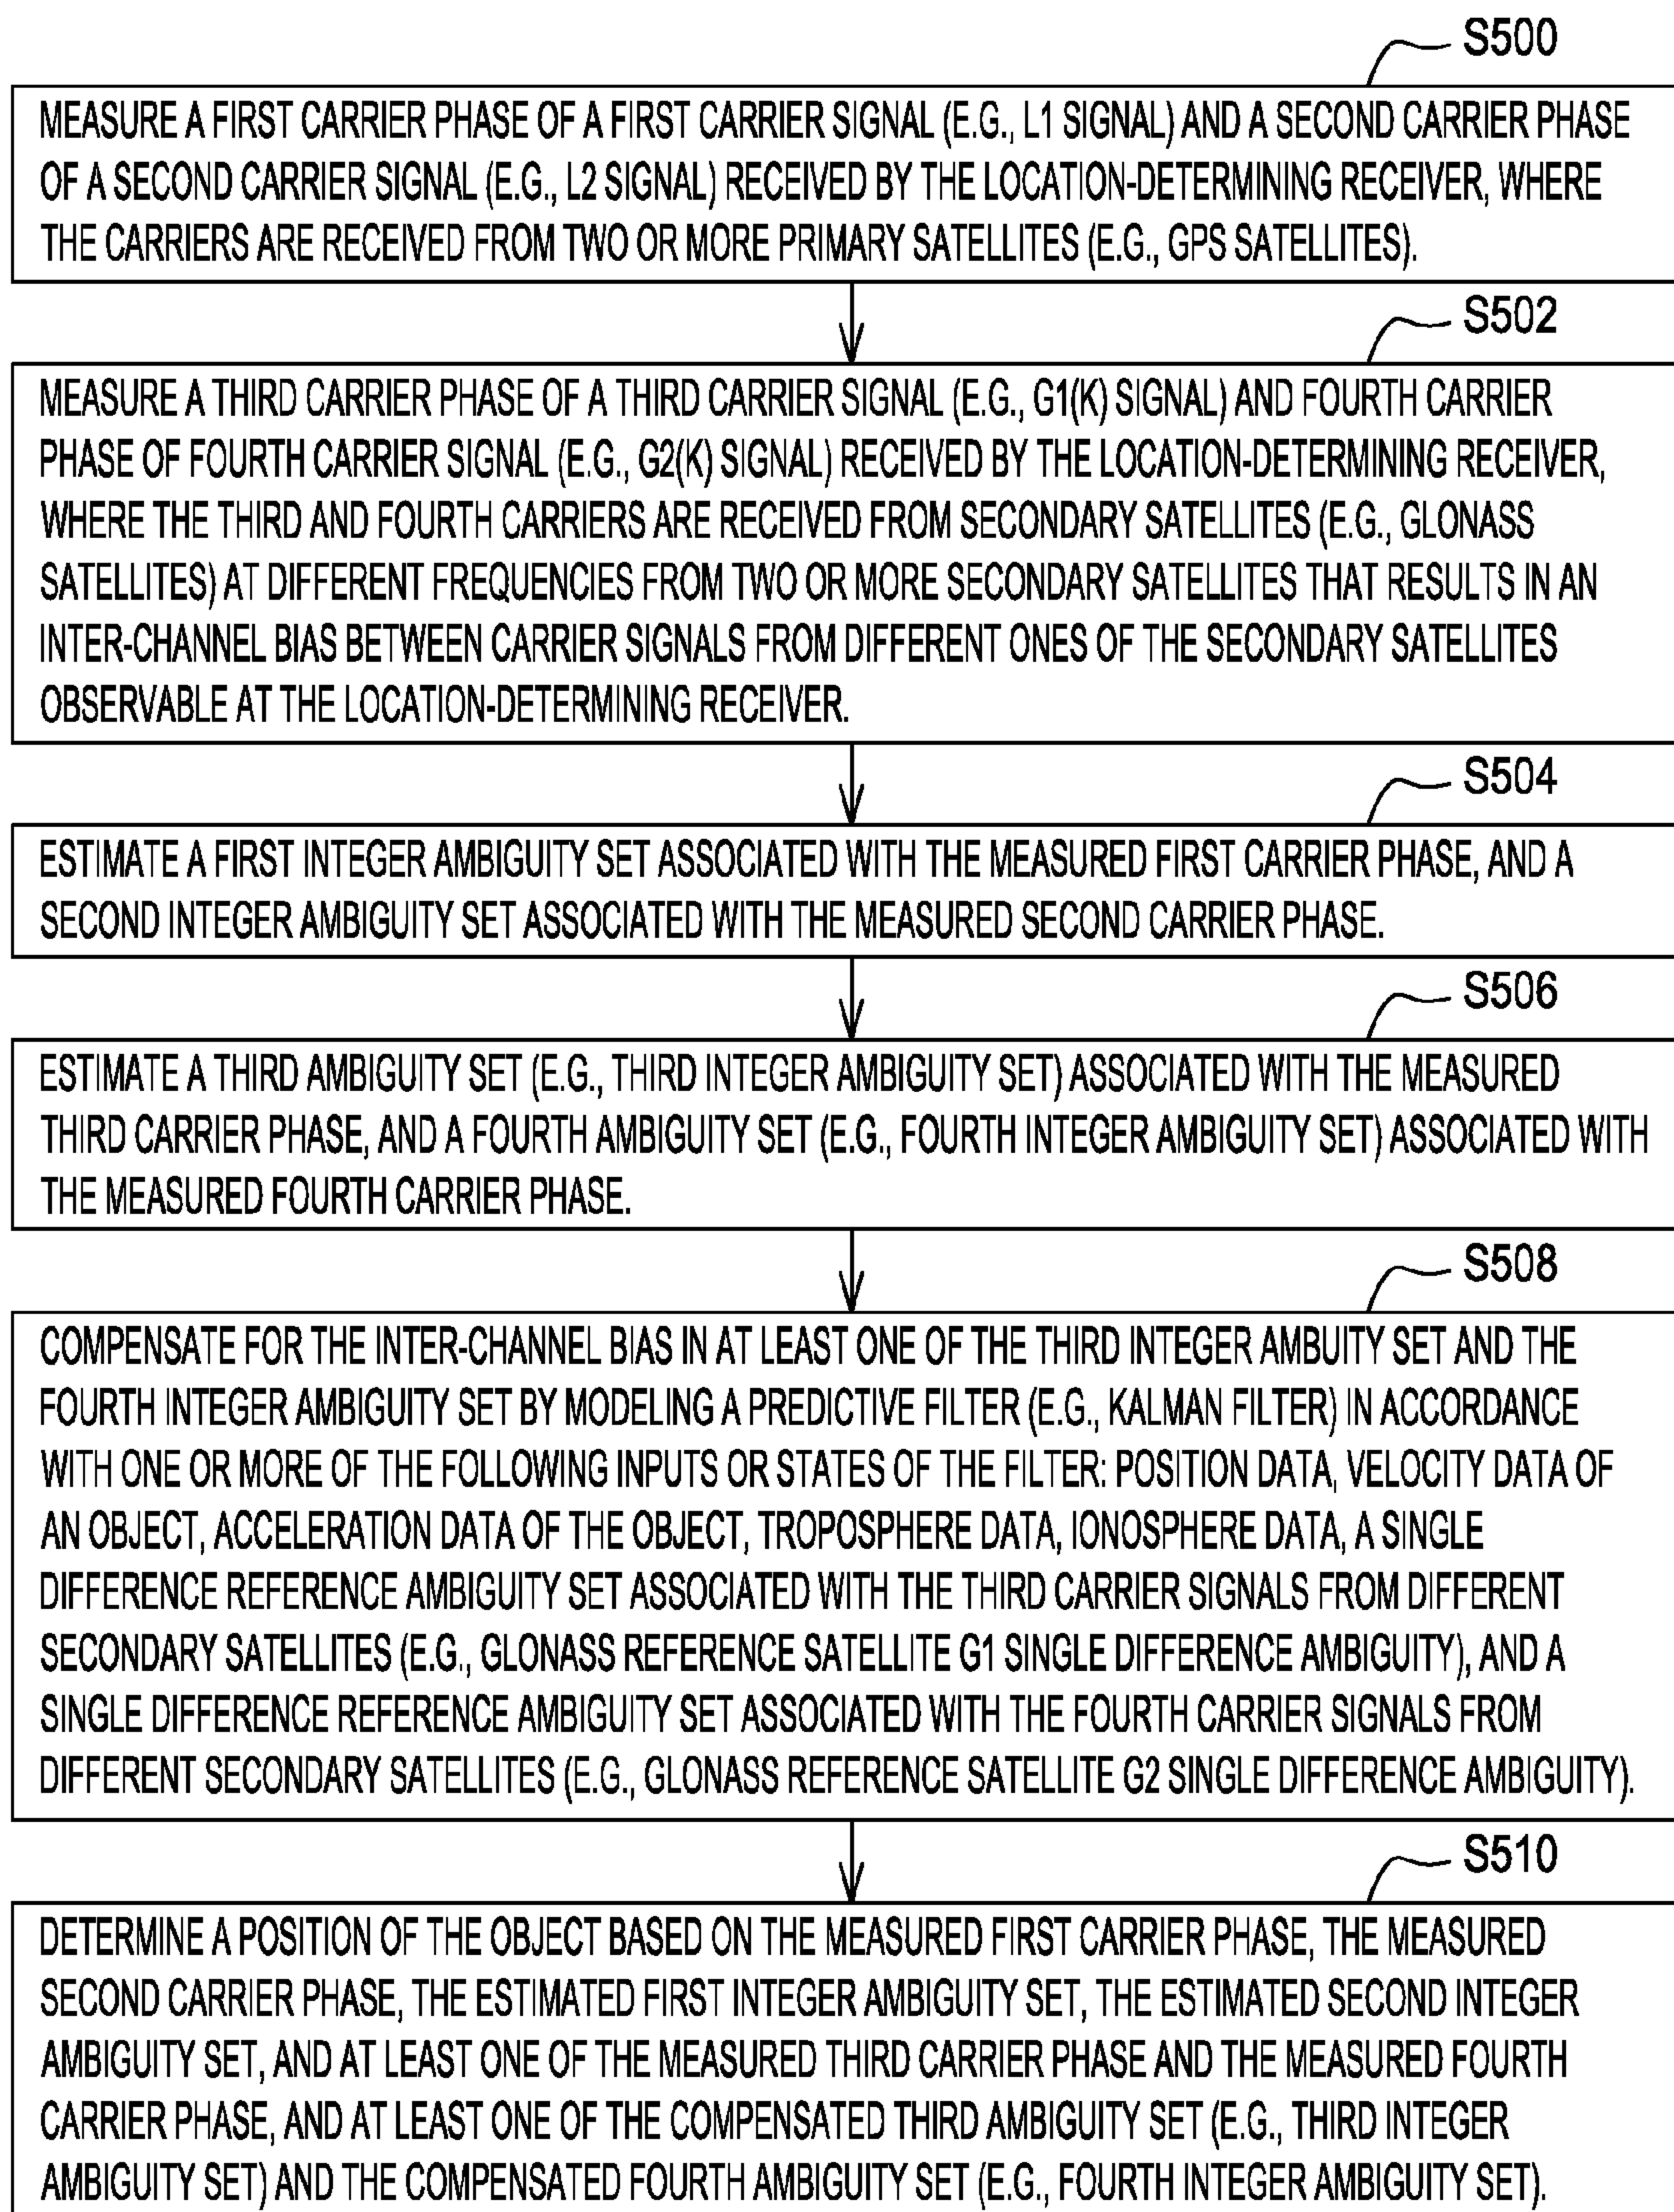 S500
MEASURE A FIRST CARRIER PHASE OF A FIRST CARRIER SIGNAL (E.G., L1 SIGNAL) AND A SECOND CARRIER PHASE
OF A SECOND CARRIER SIGNAL (E.G., L2 SIGNAL) RECEIVED BY THE LOCATION-DETERMINING RECEIVER, WHERE
THE CARRIERS ARE RECEIVED FROM TWO OR MORE PRIMARY SATELLITES (E.G., GPS SATELLITES).
S502
MEASURE A THIRD CARRIER PHASE OF A THIRD CARRIER SIGNAL (E.G., G1(K) SIGNAL) AND FOURTH CARRIER
PHASE OF FOURTH CARRIER SIGNAL (E.G., G2(K) SIGNAL) RECEIVED BY THE LOCATION-DETERMINING RECEIVER,
WHERE THE THIRD AND FOURTH CARRIERS ARE RECEIVED FROM SECONDARY SATELLITES (E.G., GLONASS
SATELLITES) AT DIFFERENT FREQUENCIES FROM TWO OR MORE SECONDARY SATELLITES THAT RESULTS IN AN
INTER-CHANNEL BIAS BETWEEN CARRIER SIGNALS FROM DIFFERENT ONES OF THE SECONDARY SATELLITES
OBSERVABLE AT THE LOCATION-DETERMINING RECEIVER.
S504
ESTIMATE A FIRST INTEGER AMBIGUITY SET ASSOCIATED WITH THE MEASURED FIRST CARRIER PHASE, AND A
SECOND INTEGER AMBIGUITY SET ASSOCIATED WITH THE MEASURED SECOND CARRIER PHASE.
S506
ESTIMATE A THIRD AMBIGUITY SET (E.G., THIRD INTEGER AMBIGUITY SET) ASSOCIATED WITH THE MEASURED
THIRD CARRIER PHASE, AND A FOURTH AMBIGUITY SET (E.G., FOURTH INTEGER AMBIGUITY SET) ASSOCIATED WITH
THE MEASURED FOURTH CARRIER PHASE.
S508
COMPENSATE FOR THE INTER-CHANNEL BIAS IN AT LEAST ONE OF THE THIRD INTEGER AMBUITY SET AND THE
FOURTH INTEGER AMBIGUITY SET BY MODELING A PREDICTIVE FILTER (E.G., KALMAN FILTER) IN ACCORDANCE
WITH ONE OR MORE OF THE FOLLOWING INPUTS OR STATES OF THE FILTER: POSITION DATA, VELOCITY DATA OF
AN OBJECT, ACCELERATION DATA OF THE OBJECT, TROPOSPHERE DATA, IONOSPHERE DATA, A SINGLE
DIFFERENCE REFERENCE AMBIGUITY SET ASSOCIATED WITH THE THIRD CARRIER SIGNALS FROM DIFFERENT
SECONDARY SATELLITES (E.G., GLONASS REFERENCE SATELLITE G1 SINGLE DIFFERENCE AMBIGUITY), AND A
SINGLE DIFFERENCE REFERENCE AMBIGUITY SET ASSOCIATED WITH THE FOURTH CARRIER SIGNALS FROM
DIFFERENT SECONDARY SATELLITES (E.G., GLONASS REFERENCE SATELLITE G2 SINGLE DIFFERENCE AMBIGUITY).
S510
DETERMINE A POSITION OF THE OBJECT BASED ON THE MEASURED FIRST CARRIER PHASE, THE MEASURED
SECOND CARRIER PHASE, THE ESTIMATED FIRST INTEGER AMBIGUITY SET, THE ESTIMATED SECOND INTEGER
AMBIGUITY SET, AND AT LEAST ONE OF THE MEASURED THIRD CARRIER PHASE AND THE MEASURED FOURTH
CARRIER PHASE, AND AT LEAST ONE OF THE COMPENSATED THIRD AMBIGUITY SET (E.G., THIRD INTEGER
AMBIGUITY SET) AND THE COMPENSATED FOURTH AMBIGUITY SET (E.G., FOURTH INTEGER AMBIGUITY SET).